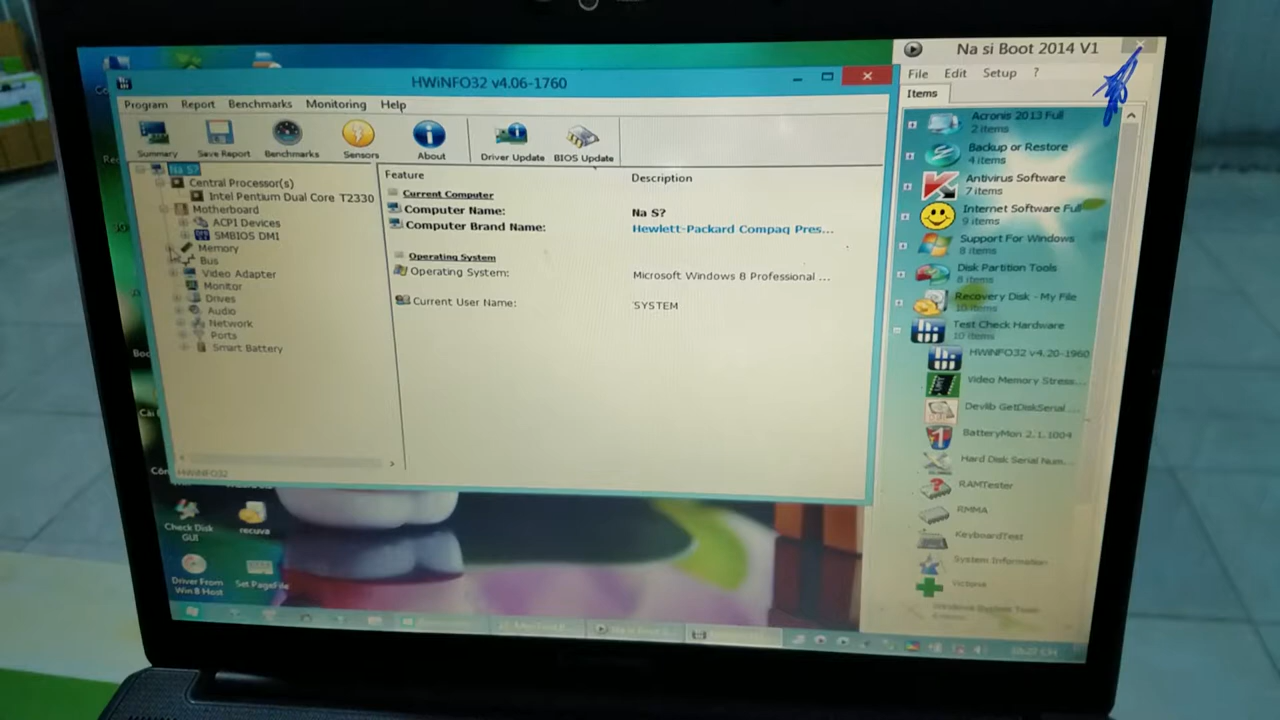 Na si Boot 2014 V1
HWiNFO32 v4.06-1760
File Edit Setup ?
Program Report Benchmarks Monitoring Help
Items
Summary Save Report Benchmarks Sensors About Driver Update BIOS Update
Na S?
Central Processor(s)
Intel Pentium Dual Core T2330
Motherboard
ACPI Devices
SMBIOS DMI
Memory
Bus
Video Adapter
Monitor
Drives
Audio
Network
Ports
Smart Battery
HWiNFO32
Feature Description
Current Computer
Computer Name: Na S?
Computer Brand Name: Hewlett-Packard Compaq Pres...
Operating System
Operating System: Microsoft Windows 8 Professional ...
Current User Name: SYSTEM
Acronis 2013 Full
2 items
Backup or Restore
4 items
Antivirus Software
7 items
Internet Software Full
9 items
Support For Windows
8 items
Disk Partition Tools
8 items
Recovery Disk - My File
10 items
Test Check Hardware
10 items
HWiNFO32 v4.20-1960
Video Memory Stress...
Devlib GetDiskSerial ...
BatteryMon 2.1.1004
Hard Disk Serial Num...
RAMTester
RMMA
KeyboardTest
System Information
Victoria
Check Disk
GUI
recuva
Driver From
Win 8 Host
Set PageFile